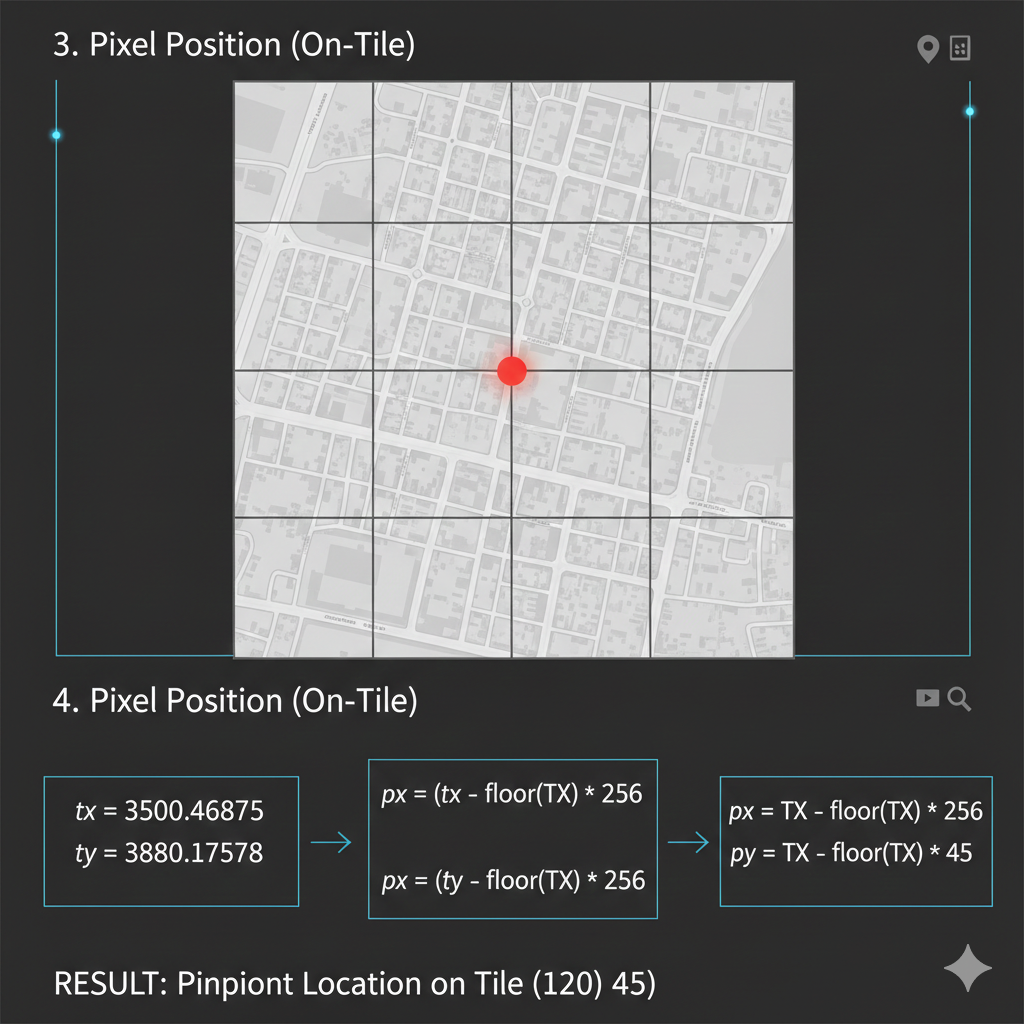 3. Pixel Position (On-Tile)
4. Pixel Position (On-Tile)
tx = 3500.46875
ty = 3880.17578
px = (tx - floor(TX) * 256
px = (ty - floor(TX) * 256
px = TX - floor(TX) * 256
py = TX - floor(TX) * 45
RESULT: Pinpiont Location on Tile (120) 45)